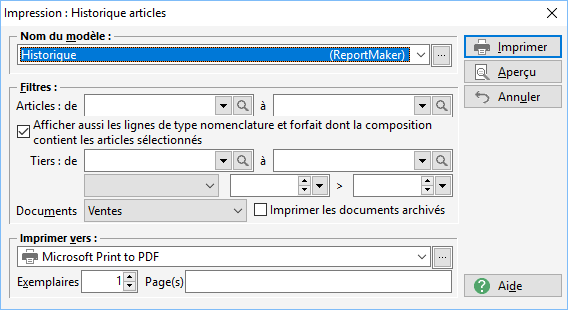 Impression : Historique articles
Nom du modèle :
Historique (ReportMaker)
...
Imprimer
Aperçu
Annuler
Filtres :
Articles : de à
Afficher aussi les lignes de type nomenclature et forfait dont la composition
contient les articles sélectionnés
Tiers : de à
>
Documents Ventes Imprimer les documents archivés
Imprimer vers :
Microsoft Print to PDF ...
Exemplaires 1 Page(s)
Aide